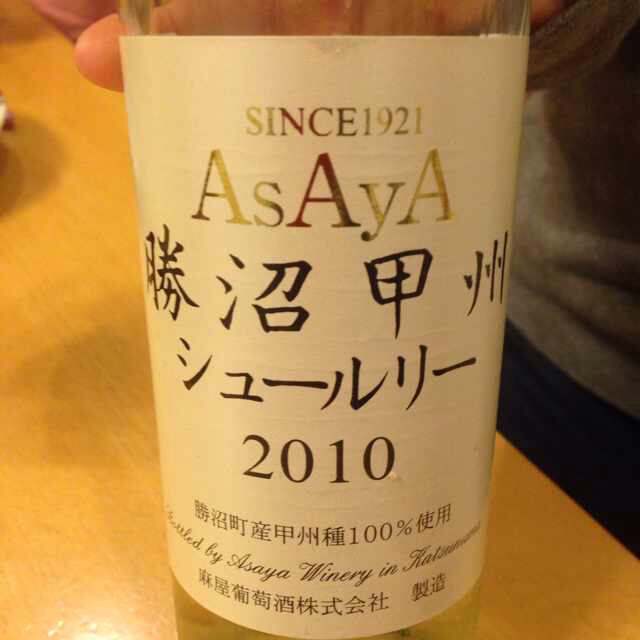 SINCE1921
AsAyA
勝沼甲州
シュールリー
2010
勝沼町産甲州種100%使用
Bottled by Asaya Winery in Katsunuma
麻屋葡萄酒株式会社 製造